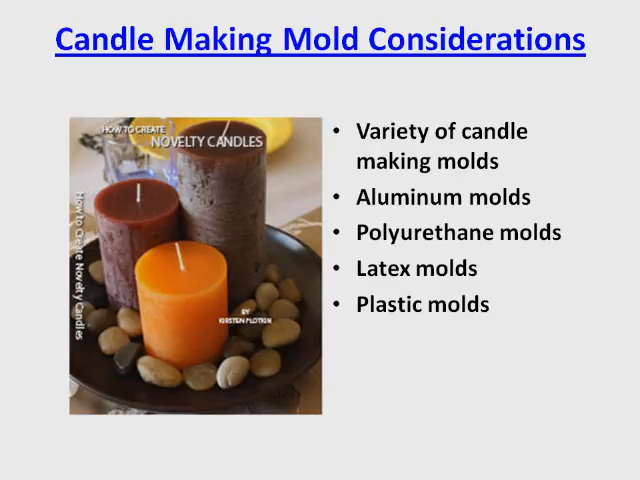 Candle Making Mold Considerations
HOW TO CREATE
NOVELTY CANDLES
How to Create Novelty Candles
BY
KIRSTEN PLOTKIN
• Variety of candle
making molds
• Aluminum molds
• Polyurethane molds
• Latex molds
• Plastic molds